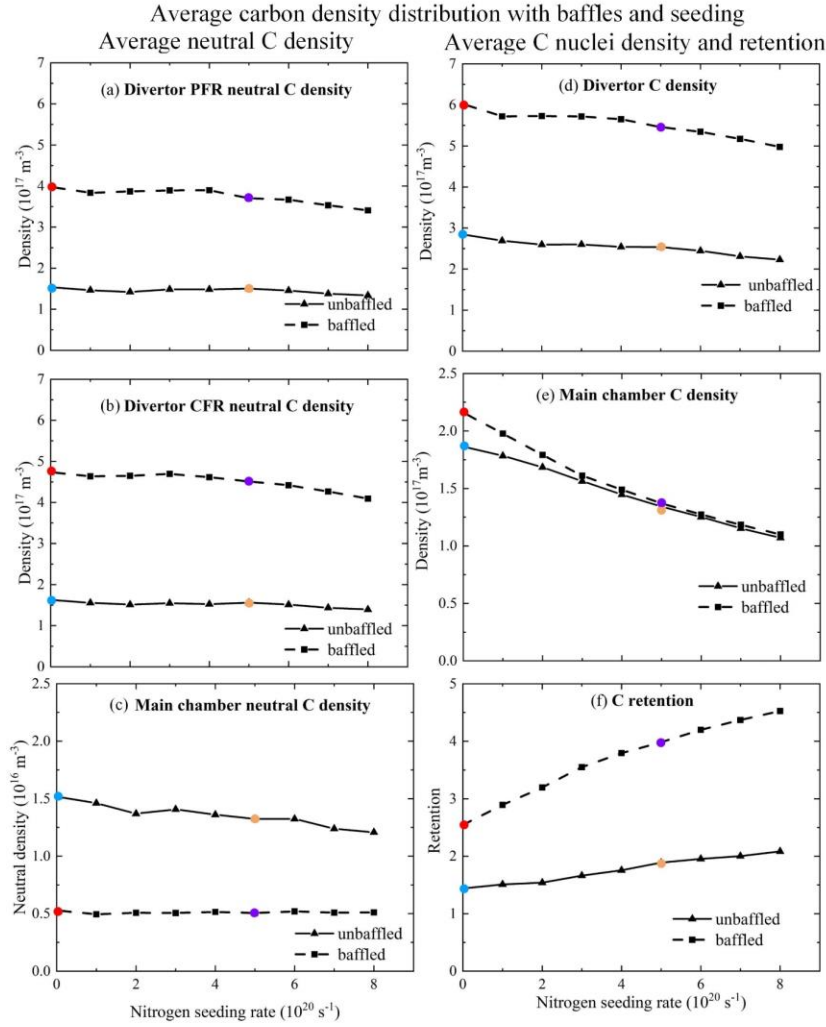 Average carbon density distribution with baffles and seeding
Average neutral C density
Average C nuclei density and retention
(a) Divertor PFR neutral C density
7
6
5
4
3
2
1
0
Density (10^17 m^-3)
unbaffled
baffled
(b) Divertor CFR neutral C density
7
6
5
4
3
2
1
0
Density (10^17 m^-3)
unbaffled
baffled
(c) Main chamber neutral C density
2.5
2.0
1.5
1.0
0.5
0.0
Neutral density (10^16 m^-3)
unbaffled
baffled
0 2 4 6 8
Nitrogen seeding rate (10^20 s^-1)
(d) Divertor C density
7
6
5
4
3
2
1
0
Density (10^17m^-3)
unbaffled
baffled
(e) Main chamber C density
2.5
2.0
1.5
1.0
0.5
0.0
Density (10^17m^-3)
unbaffled
baffled
(f) C retention
5
4
3
2
1
0
Retention
unbaffled
baffled
0 2 4 6 8
Nitrogen seeding rate (10^20 s^-1)